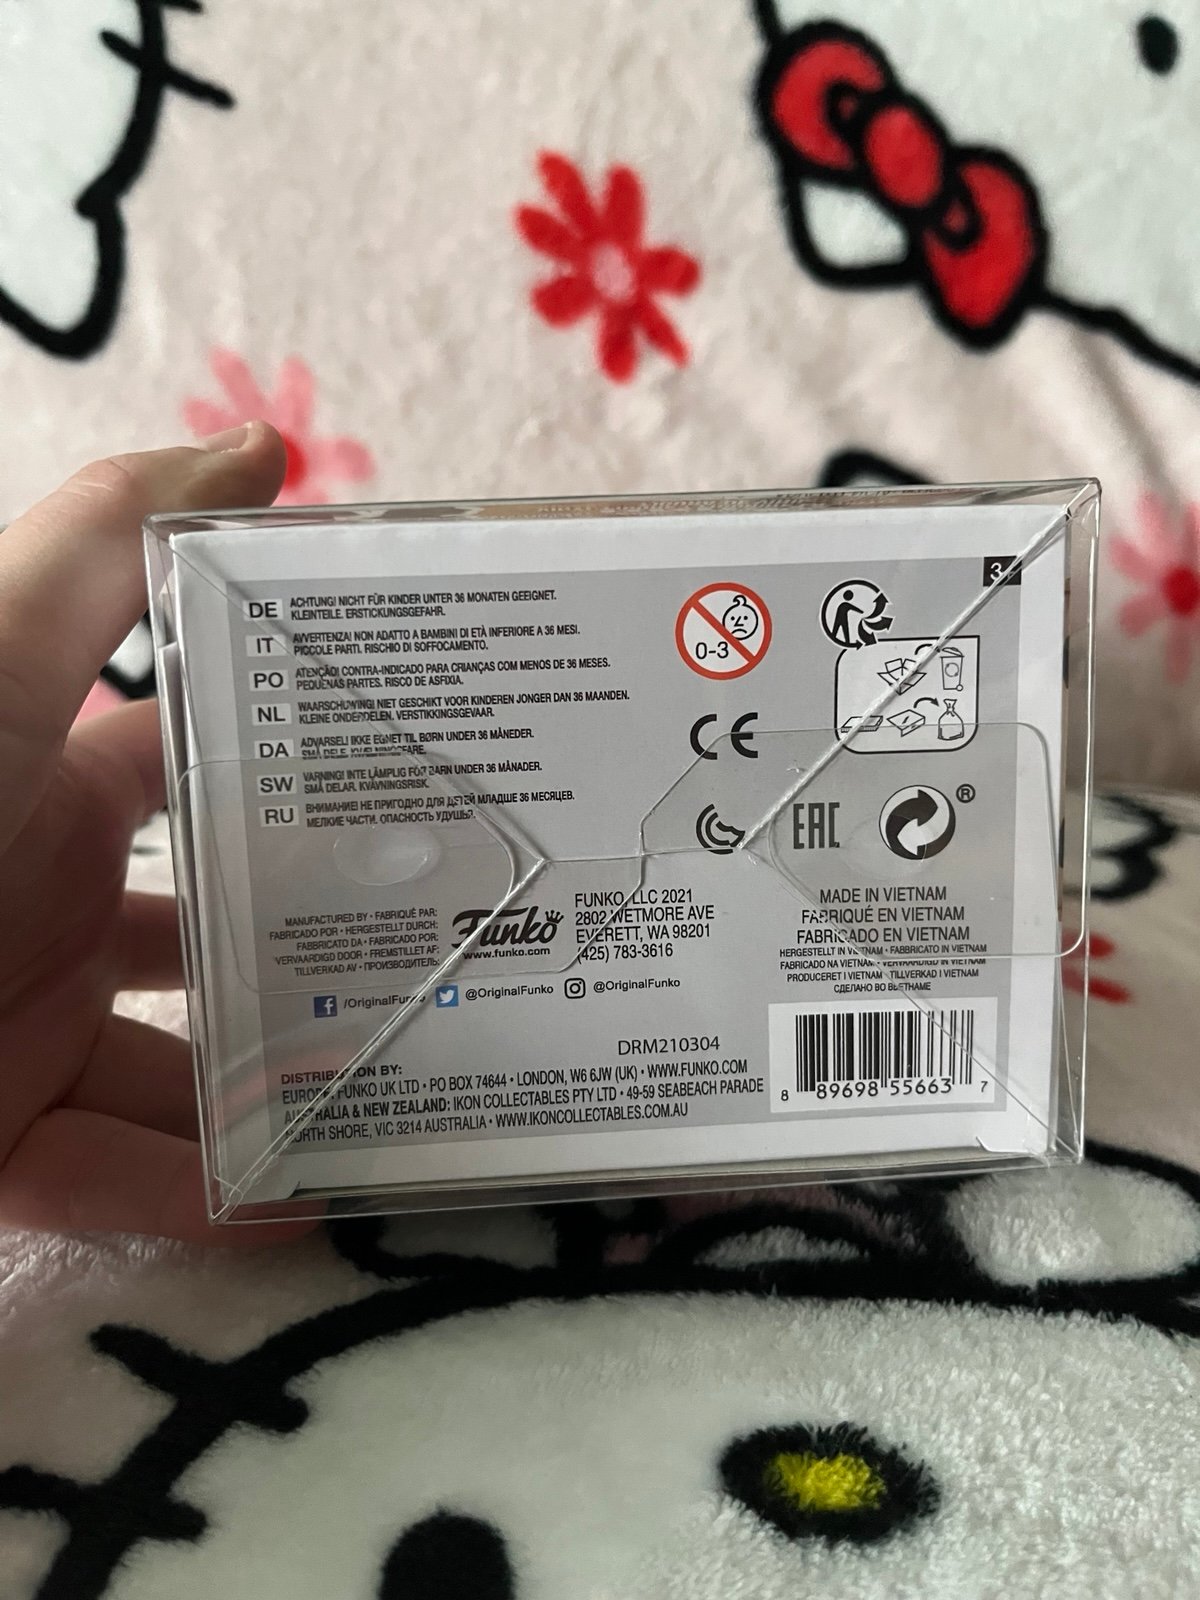 3+
DE ACHTUNG! NICHT FÜR KINDER UNTER 36 MONATEN GEEIGNET.
KLEINTEILE. ERSTICKUNGSGEFAHR.
IT AVVERTENZA! NON ADATTO A BAMBINI DI ETÀ INFERIORE A 36 MESI.
PICCOLE PARTI. RISCHIO DI SOFFOCAMENTO.
PO ATENÇÃO! CONTRA-INDICADO PARA CRIANÇAS COM MENOS DE 36 MESES.
PEQUENAS PARTES. RISCO DE ASFIXIA.
NL WAARSCHUWING! NIET GESCHIKT VOOR KINDEREN JONGER DAN 36 MAANDEN.
KLEINE ONDERDELEN. VERSTIKKINGSGEVAAR.
DA ADVARSEL! IKKE EGNET TIL BØRN UNDER 36 MÅNEDER.
SMÅ DELE. KVÆLNINGSFARE.
SW VARNING! INTE LÄMPLIG FÖR BARN UNDER 36 MÅNADER.
SMÅ DELAR. KVÄVNINGSRISK.
RU ВНИМАНИЕ! НЕ ПРИГОДНО ДЛЯ ДЕТЕЙ МЛАДШЕ 36 МЕСЯЦЕВ.
МЕЛКИЕ ЧАСТИ. ОПАСНОСТЬ УДУШЬЯ.
0-3
CE
EAC
®
MANUFACTURED BY • FABRIQUÉ PAR:
FABRICADO POR • HERGESTELLT DURCH:
FABBRICATO DA • FABRICADO POR:
VERVAARDIGD DOOR • FREMSTILLET AF:
TILLVERKAD AV • ПРОИЗВОДИТЕЛЬ:
Funko
www.funko.com
FUNKO, LLC 2021
2802 WETMORE AVE
EVERETT, WA 98201
(425) 783-3616
MADE IN VIETNAM
FABRIQUÉ EN VIETNAM
FABRICADO EN VIETNAM
HERGESTELLT IN VIETNAM • FABBRICATO IN VIETNAM
FABRICADO NA VIETNAM • VERVAARDIGD IN VIETNAM
PRODUCERET I VIETNAM • TILLVERKAD I VIETNAM
СДЕЛАНО ВО ВЬЕТНАМЕ
/OriginalFunko @OriginalFunko @OriginalFunko
DRM210304
DISTRIBUTION BY:
EUROPE: FUNKO UK LTD • PO BOX 74644 • LONDON, W6 6JW (UK) • WWW.FUNKO.COM
AUSTRALIA & NEW ZEALAND: IKON COLLECTABLES PTY LTD • 49-59 SEABEACH PARADE
NORTH SHORE, VIC 3214 AUSTRALIA • WWW.IKONCOLLECTABLES.COM.AU
8 89698 55663 7